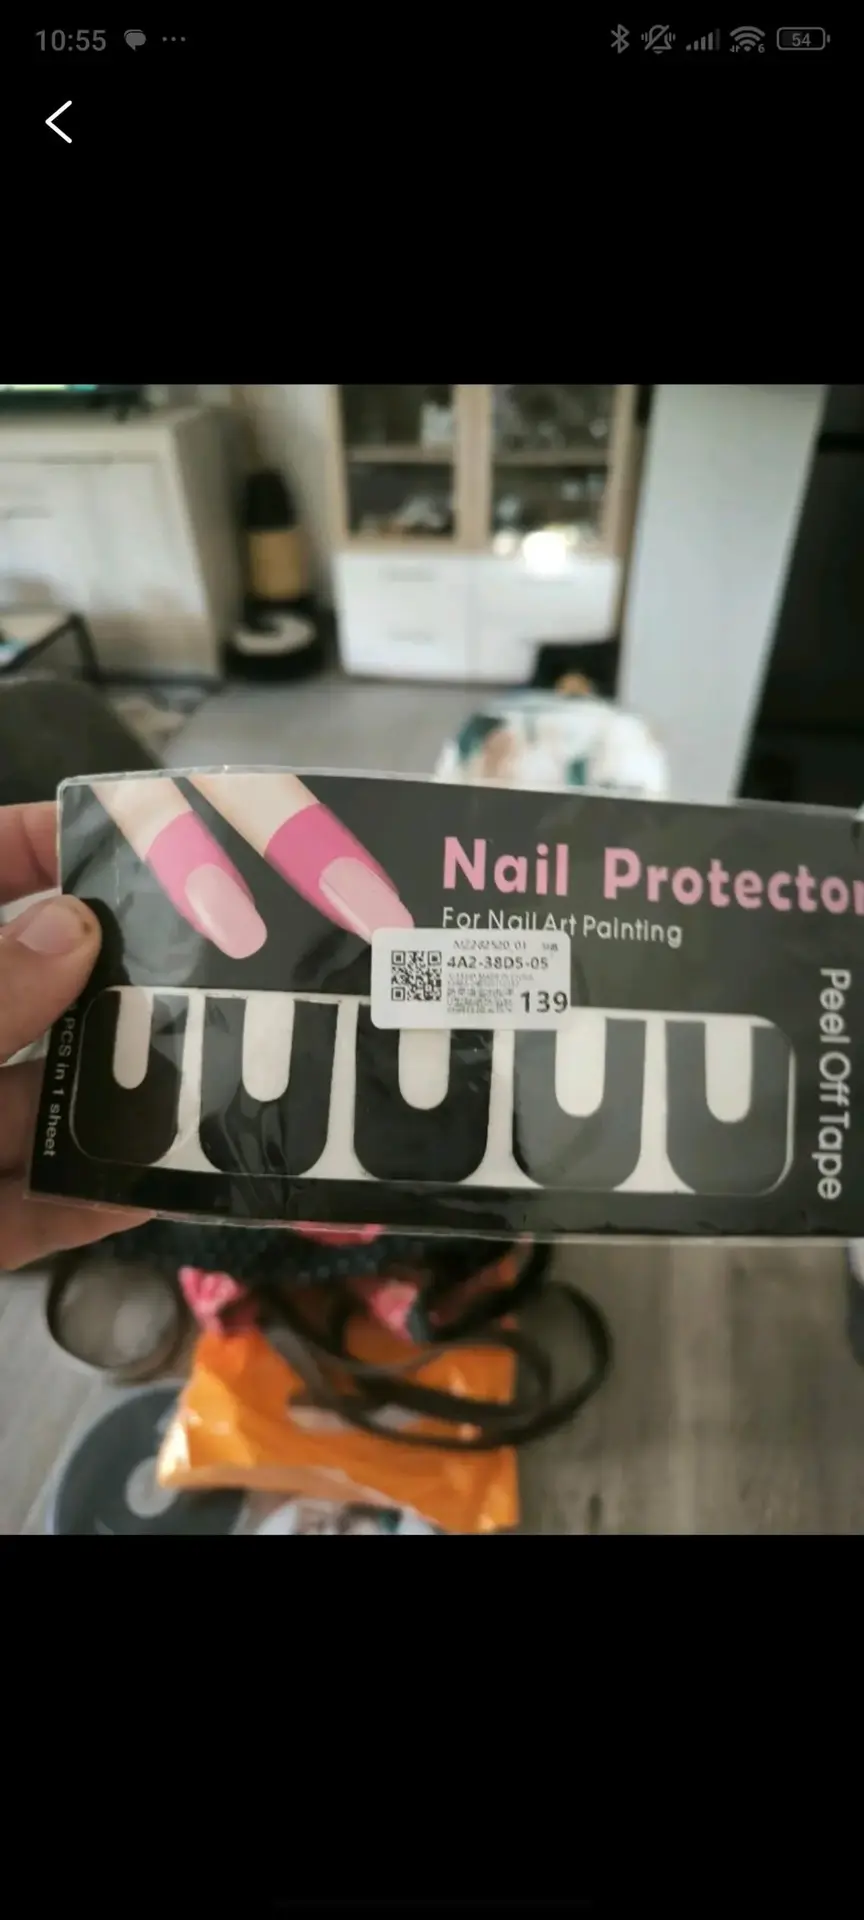 10:55
54
Nail Protector
For Nail Art Painting
4A2-38D5-05
139
Peel Off Tape
PCS in 1 sheet